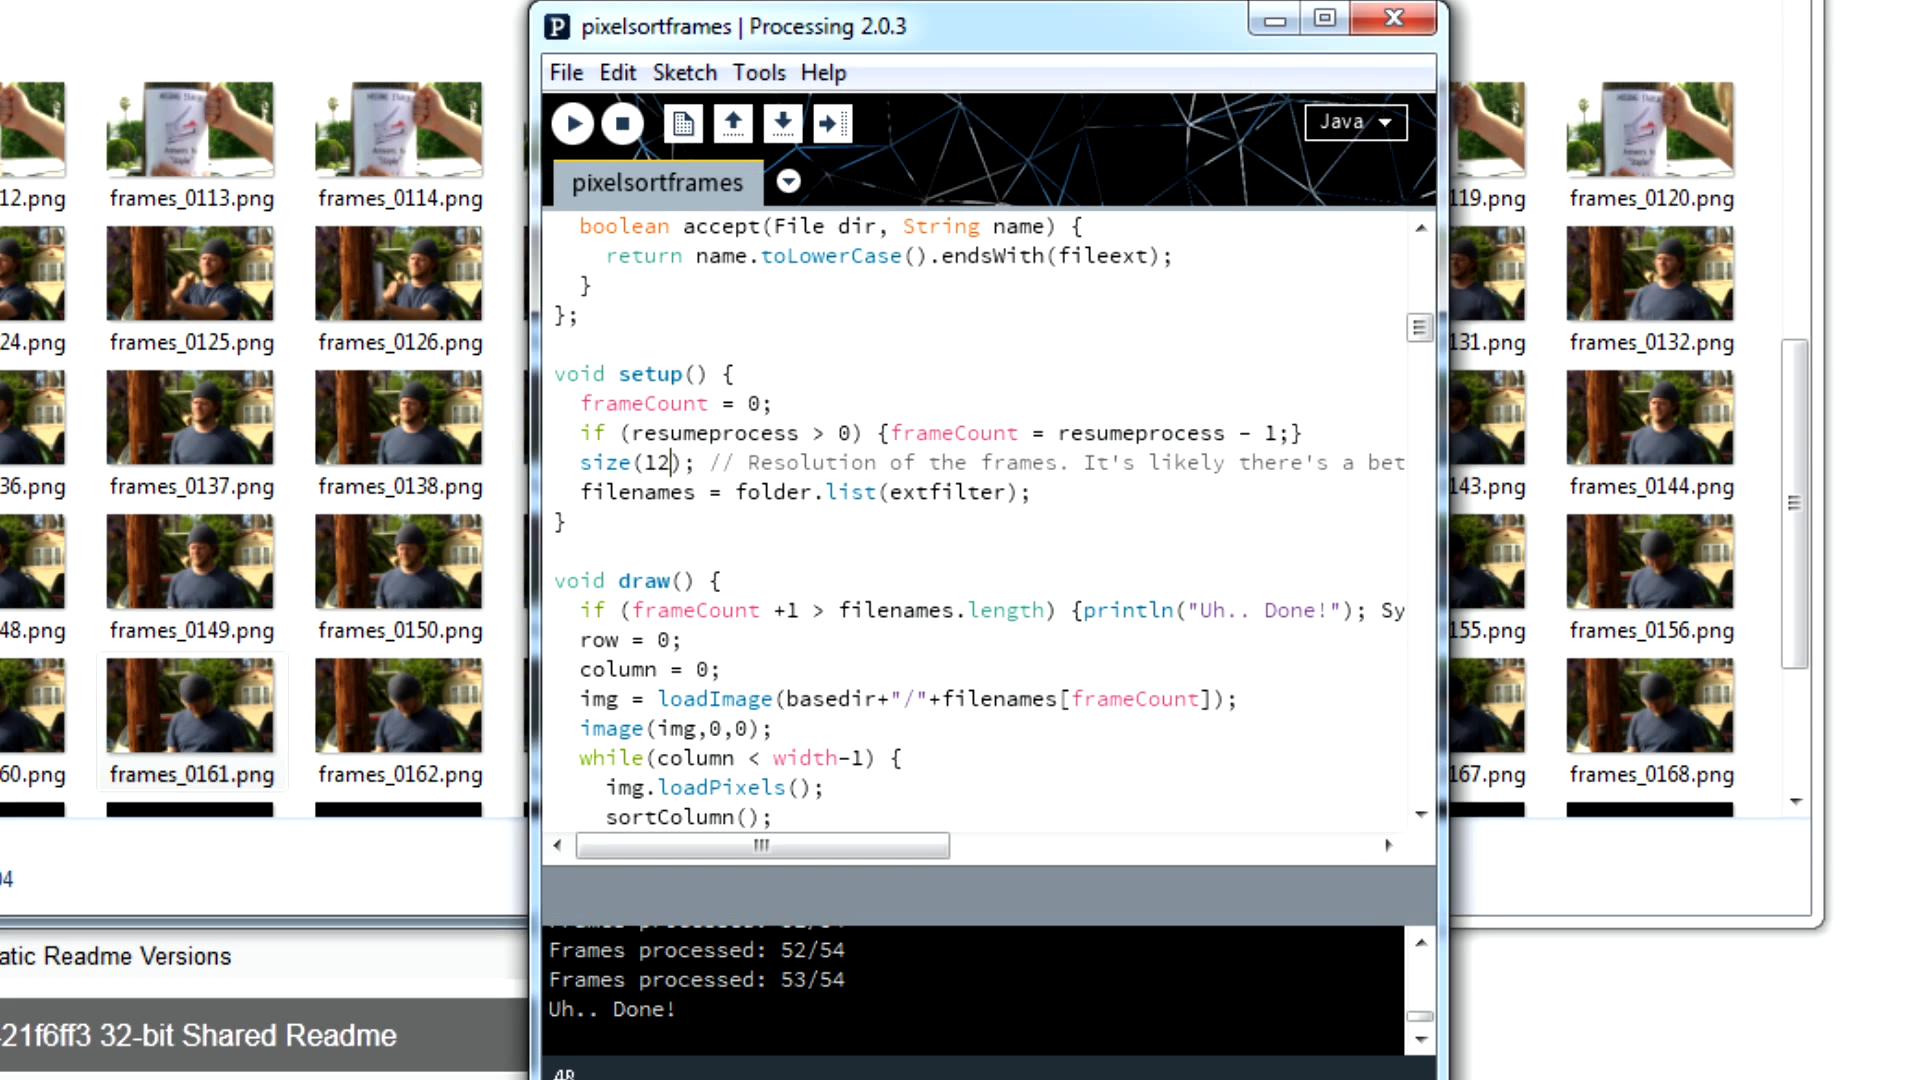 pixelsortframes | Processing 2.0.3
File Edit Sketch Tools Help
Java
pixelsortframes
boolean accept(File dir, String name) {
return name.toLowerCase().endsWith(fileext);
}
};
void setup() {
frameCount = 0;
if (resumeprocess > 0) {frameCount = resumeprocess - 1;}
size(12); // Resolution of the frames. It's likely there's a bet
filenames = folder.list(extfilter);
}
void draw() {
if (frameCount +1 > filenames.length) {println("Uh.. Done!"); Sy
row = 0;
column = 0;
img = loadImage(basedir+"/"+filenames[frameCount]);
image(img,0,0);
while(column < width-1) {
img.loadPixels();
sortColumn();
Frames processed: 52/54
Frames processed: 53/54
Uh.. Done!
48
12.png frames_0113.png frames_0114.png 119.png frames_0120.png
24.png frames_0125.png frames_0126.png 131.png frames_0132.png
36.png frames_0137.png frames_0138.png 143.png frames_0144.png
48.png frames_0149.png frames_0150.png 155.png frames_0156.png
60.png frames_0161.png frames_0162.png 167.png frames_0168.png
04
atic Readme Versions
21f6ff3 32-bit Shared Readme